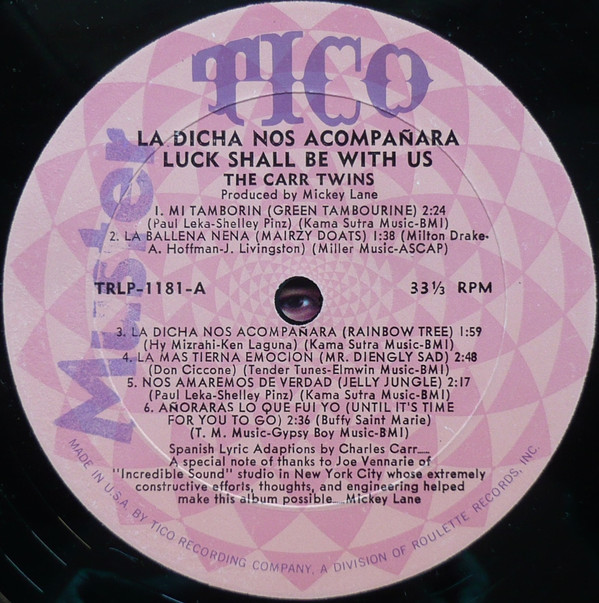 TICO
LA DICHA NOS ACOMPAÑARA
LUCK SHALL BE WITH US
THE CARR TWINS
Produced by Mickey Lane
1. MI TAMBORIN (GREEN TAMBOURINE) 2:24
(Paul Leka-Shelley Pinz) (Kama Sutra Music-BMI)
2. LA BALLENA NENA (MAIRZY DOATS) 1:38 (Milton Drake-
A. Hoffman-J. Livingston) (Miller Music-ASCAP)
TRLP-1181-A 33⅓ RPM
3. LA DICHA NOS ACOMPAÑARA (RAINBOW TREE) 1:59
(Hy Mizrahi-Ken Laguna) (Kama Sutra Music-BMI)
4. LA MAS TIERNA EMOCION (MR. DIENGLY SAD) 2:48
(Don Ciccone) (Tender Tunes-Elmwin Music-BMI)
5. NOS AMAREMOS DE VERDAD (JELLY JUNGLE) 2:17
(Paul Leka-Shelley Pinz) (Kama Sutra Music-BMI)
6. AÑORARAS LO QUE FUI YO (UNTIL IT'S TIME
FOR YOU TO GO) 2:36 (Buffy Saint Marie)
(T. M. Music-Gypsy Boy Music-BMI)
Spanish Lyric Adaptions by Charles Carr....
A special note of thanks to Joe Vennarie of
"Incredible Sound" studio in New York City whose extremely
constructive efforts, thoughts, and engineering helped
make this album possible....Mickey Lane
MADE IN U.S.A. BY TICO RECORDING COMPANY, A DIVISION OF ROULETTE RECORDS, INC.
Muster